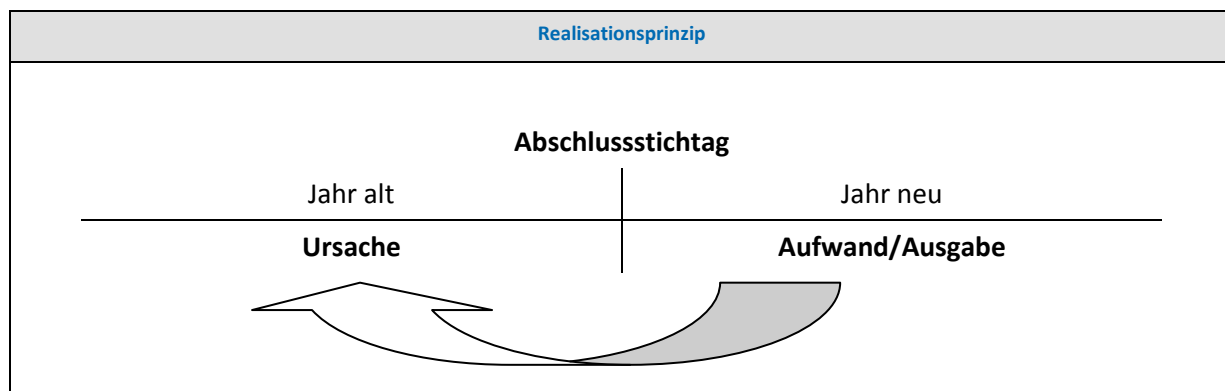 Realisationsprinzip
Abschlussstichtag
Jahr alt Jahr neu
Ursache Aufwand/Ausgabe